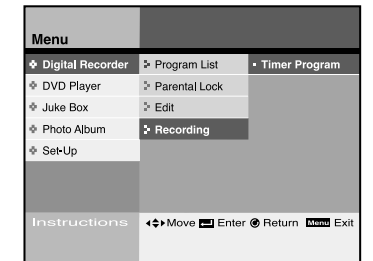 Menu
Digital Recorder
Program List
Timer Program
DVD Player
Parental Lock
Juke Box
Edit
Photo Album
Recording
Set-Up
Instructions
Move Enter Return Menu Exit